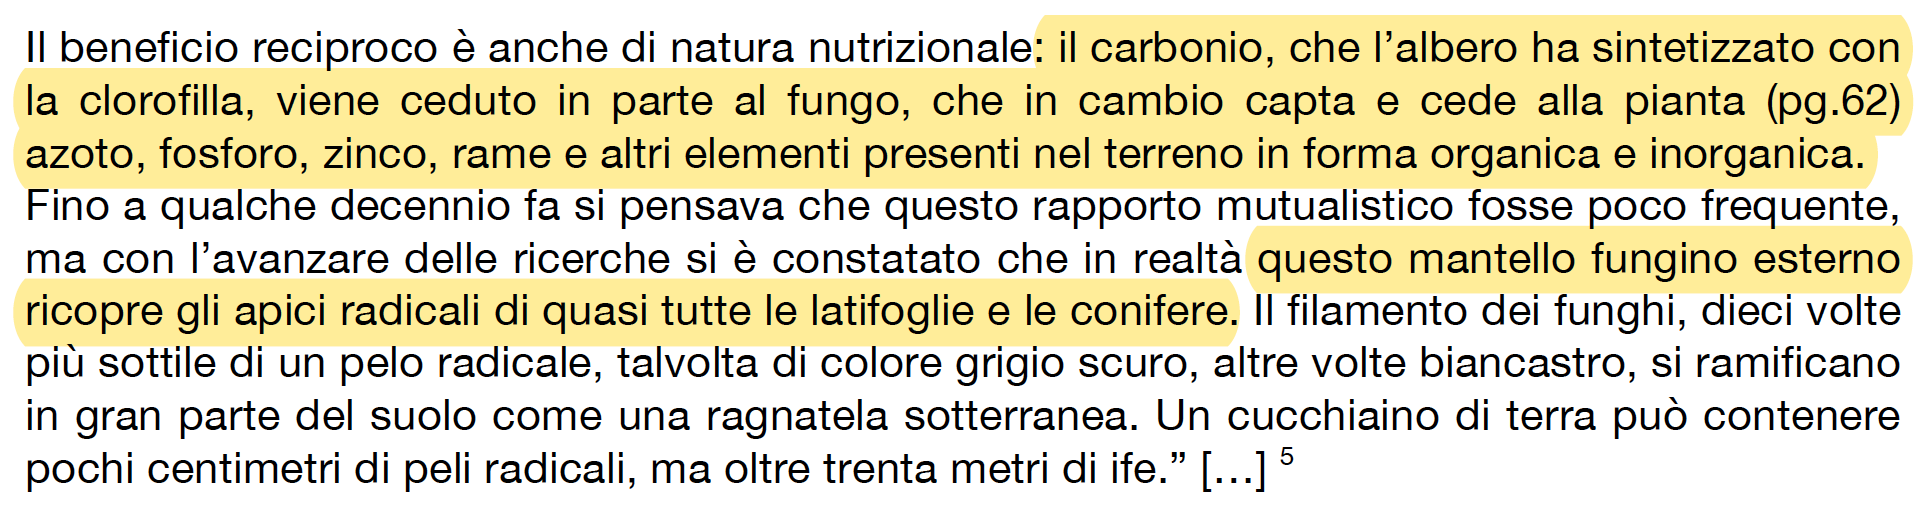 Il beneficio reciproco è anche di natura nutrizionale: il carbonio, che l’albero ha sintetizzato con
la clorofilla, viene ceduto in parte al fungo, che in cambio capta e cede alla pianta (pg.62)
azoto, fosforo, zinco, rame e altri elementi presenti nel terreno in forma organica e inorganica.
Fino a qualche decennio fa si pensava che questo rapporto mutualistico fosse poco frequente,
ma con l’avanzare delle ricerche si è constatato che in realtà questo mantello fungino esterno
ricopre gli apici radicali di quasi tutte le latifoglie e le conifere. Il filamento dei funghi, dieci volte
più sottile di un pelo radicale, talvolta di colore grigio scuro, altre volte biancastro, si ramificano
in gran parte del suolo come una ragnatela sotterranea. Un cucchiaino di terra può contenere
pochi centimetri di peli radicali, ma oltre trenta metri di ife.” […] 5